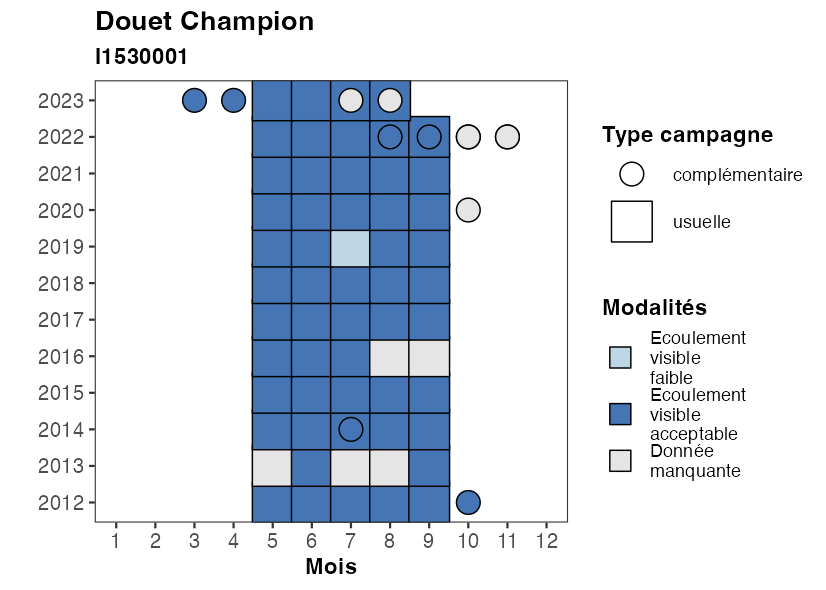 Douet Champion
I1530001
2023
2022
2021
2020
2019
2018
2017
2016
2015
2014
2013
2012
1 2 3 4 5 6 7 8 9 10 11 12
Mois
Type campagne
complémentaire
usuelle
Modalités
Ecoulement
visible
faible
Ecoulement
visible
acceptable
Donnée
manquante